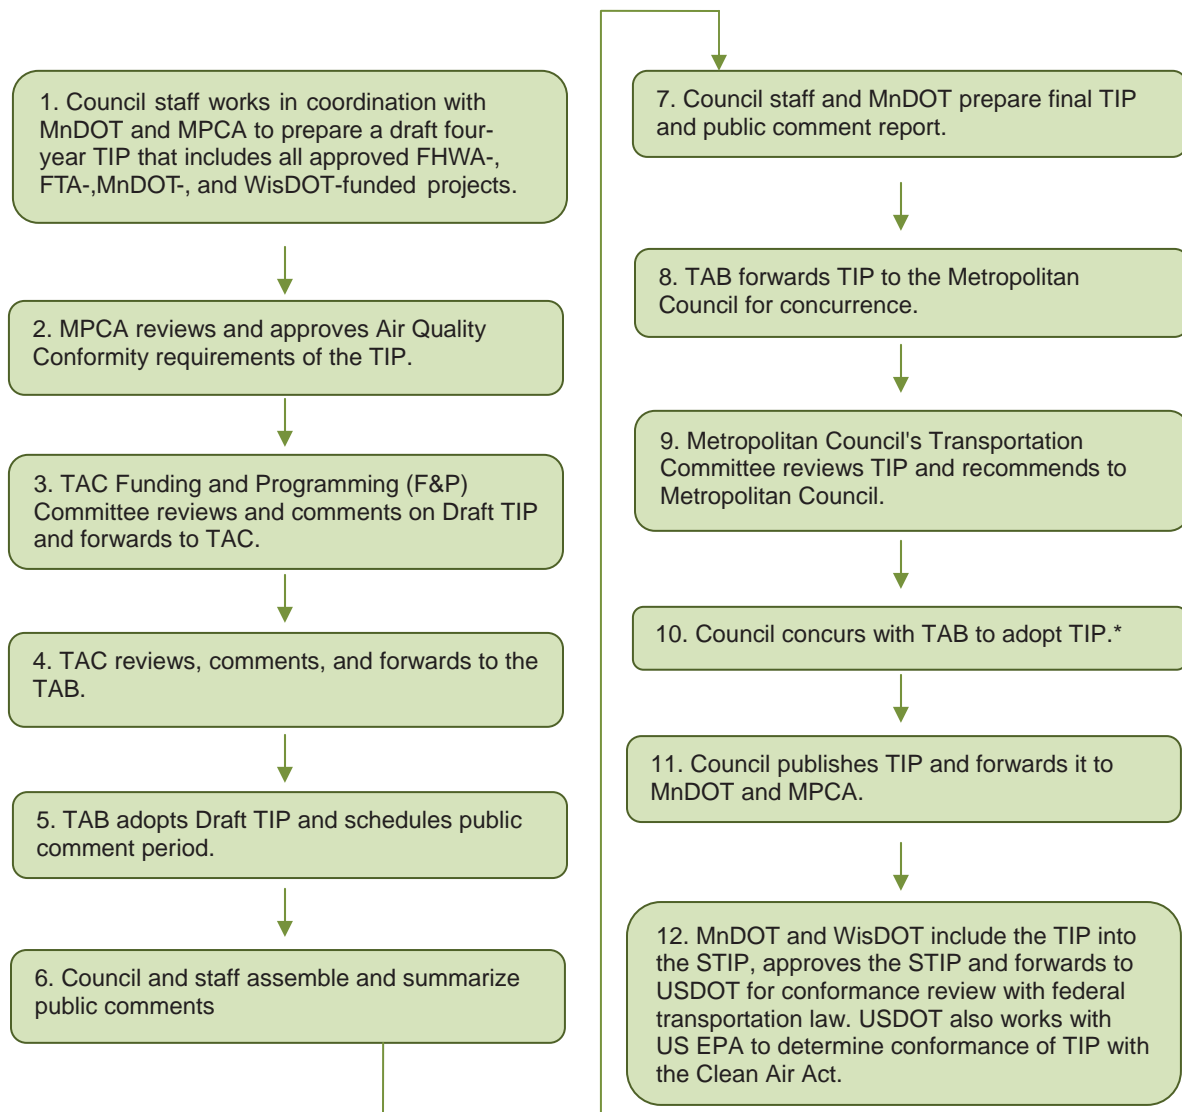 1. Council staff works in coordination with
MnDOT and MPCA to prepare a draft four-
year TIP that includes all approved FHWA-,
FTA-,MnDOT-, and WisDOT-funded projects.
2. MPCA reviews and approves Air Quality
Conformity requirements of the TIP.
3. TAC Funding and Programming (F&P)
Committee reviews and comments on Draft TIP
and forwards to TAC.
4. TAC reviews, comments, and forwards to the
TAB.
5. TAB adopts Draft TIP and schedules public
comment period.
6. Council and staff assemble and summarize
public comments
7. Council staff and MnDOT prepare final TIP
and public comment report.
8. TAB forwards TIP to the Metropolitan
Council for concurrence.
9. Metropolitan Council's Transportation
Committee reviews TIP and recommends to
Metropolitan Council.
10. Council concurs with TAB to adopt TIP.*
11. Council publishes TIP and forwards it to
MnDOT and MPCA.
12. MnDOT and WisDOT include the TIP into
the STIP, approves the STIP and forwards to
USDOT for conformance review with federal
transportation law. USDOT also works with
US EPA to determine conformance of TIP with
the Clean Air Act.